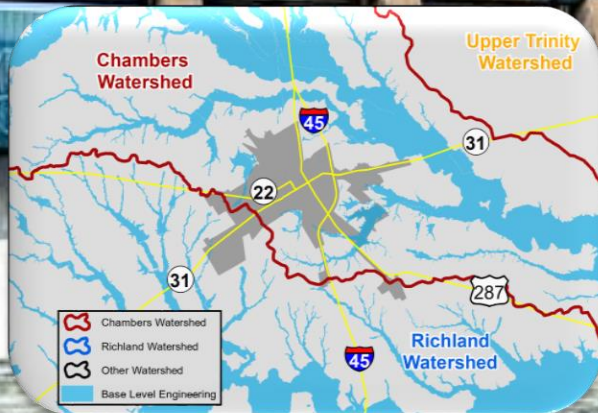 Chambers
Watershed
Upper Trinity
Watershed
45
31
22
31
287
Richland
Watershed
45
Chambers Watershed
Richland Watershed
Other Watershed
Base Level Engineering